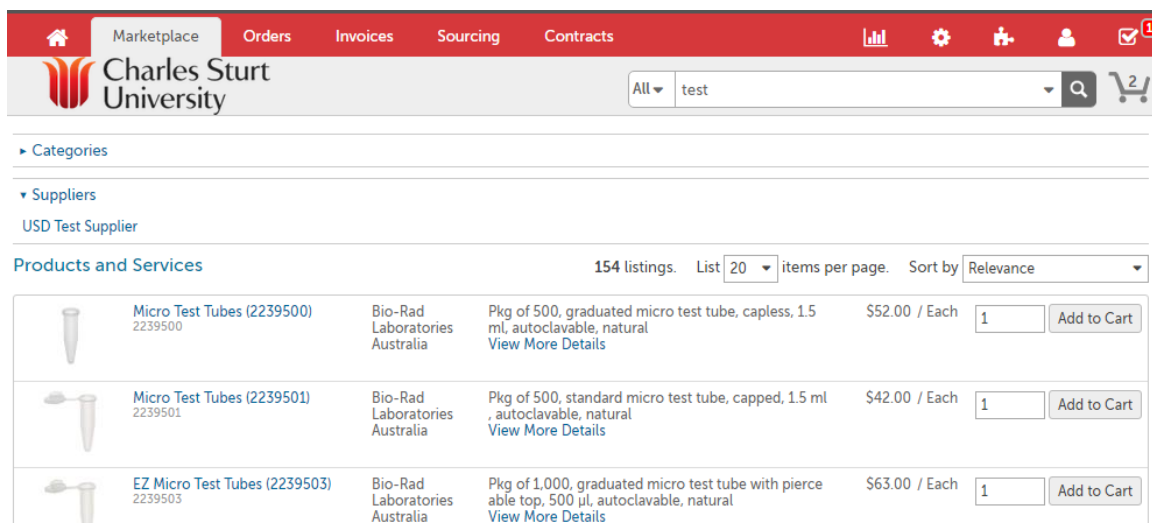 Marketplace Orders Invoices Sourcing Contracts 1
Charles Sturt
University
All test 2
Categories
Suppliers
USD Test Supplier
Products and Services 154 listings. List 20 items per page. Sort by Relevance
Micro Test Tubes (2239500)
2239500
Bio-Rad
Laboratories
Australia
Pkg of 500, graduated micro test tube, capless, 1.5
ml, autoclavable, natural
View More Details
$52.00 / Each
1
Add to Cart
Micro Test Tubes (2239501)
2239501
Bio-Rad
Laboratories
Australia
Pkg of 500, standard micro test tube, capped, 1.5 ml
, autoclavable, natural
View More Details
$42.00 / Each
1
Add to Cart
EZ Micro Test Tubes (2239503)
2239503
Bio-Rad
Laboratories
Australia
Pkg of 1,000, graduated micro test tube with pierce
able top, 500 µl, autoclavable, natural
View More Details
$63.00 / Each
1
Add to Cart